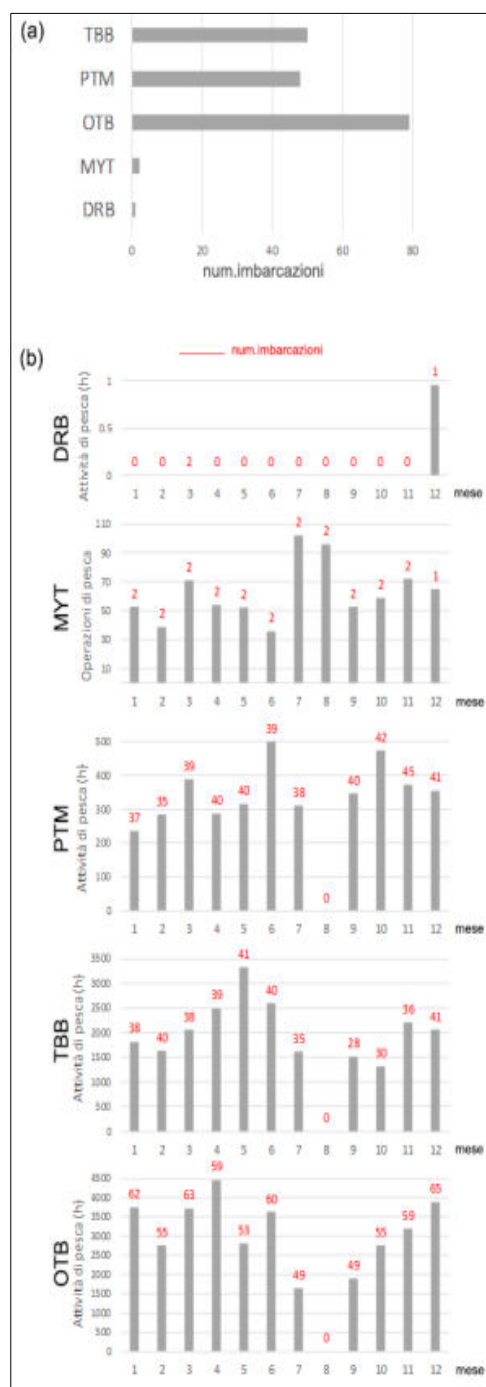 (a)
TBB
PTM
OTB
MYT
DRB
0 20 40 60 80
num.imbarcazioni
(b)
num.imbarcazioni
DRB
Attività di pesca (h)
1
0.5
0
0 0 2 0 0 0 0 0 0 0 0 1
1 2 3 4 5 6 7 8 9 10 11 12 mese
MYT
Operazioni di pesca
110
90
70
50
30
10
2 2 2 2 2 2 2 2 2 2 2 1
1 2 3 4 5 6 7 8 9 10 11 12 mese
PTM
Attività di pesca (h)
500
400
300
200
100
0
37 35 39 40 40 39 38 0 40 42 45 41
1 2 3 4 5 6 7 8 9 10 11 12 mese
TBB
Attività di pesca (h)
3500
3000
2500
2000
1500
1000
500
0
38 40 38 39 41 40 35 0 28 30 36 41
1 2 3 4 5 6 7 8 9 10 11 12 mese
OTB
Attività di pesca (h)
4500
3500
3000
2500
2000
1500
1000
500
0
62 55 63 59 53 60 49 0 49 55 59 65
1 2 3 4 5 6 7 8 9 10 11 12 mese